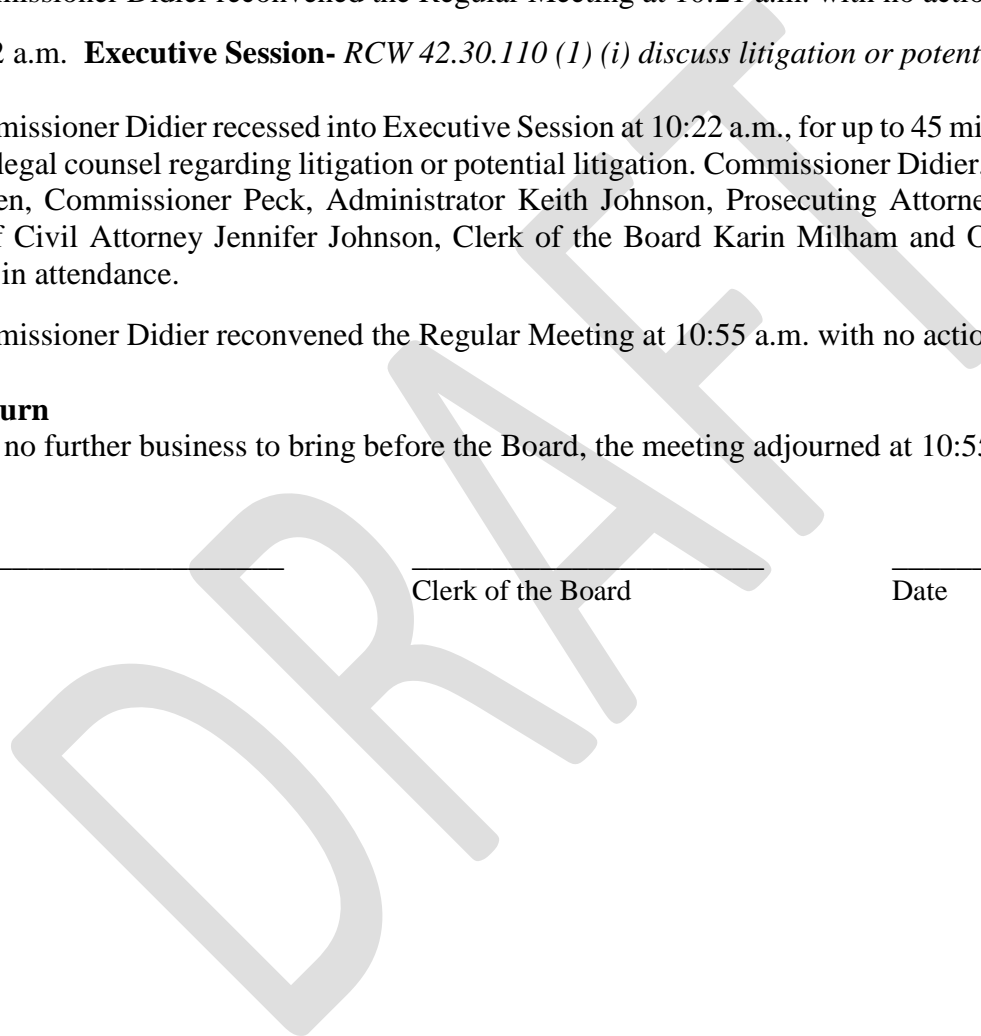 missioner Didier reconvened the Regular Meeting at 10:21 a.m. with no actio
2 a.m. Executive Session- RCW 42.30.110 (1) (i) discuss litigation or potent
missioner Didier recessed into Executive Session at 10:22 a.m., for up to 45 mi
legal counsel regarding litigation or potential litigation. Commissioner Didier,
en, Commissioner Peck, Administrator Keith Johnson, Prosecuting Attorne
f Civil Attorney Jennifer Johnson, Clerk of the Board Karin Milham and C
in attendance.
missioner Didier reconvened the Regular Meeting at 10:55 a.m. with no actio
urn
no further business to bring before the Board, the meeting adjourned at 10:55
Clerk of the Board Date
DRAFT